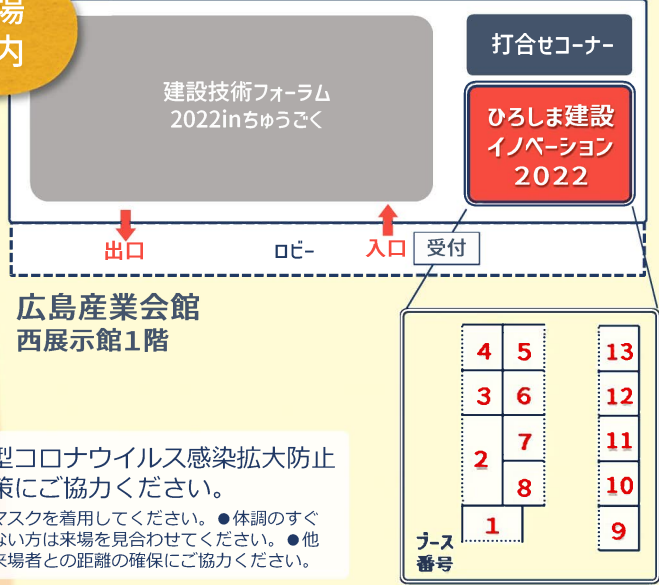 場
内
建設技術フォーラム
2022inちゅうごく
打合せコーナー
ひろしま建設
イノベーション
2022
出口
ロビー
入口
受付
広島産業会館
西展示館1階
4 5
3 6
2
7
8
1
13
12
11
10
9
ブース
番号
型コロナウイルス感染拡大防止
策にご協力ください。
マスクを着用してください。●体調のすぐ
ない方は来場を見合わせてください。●他
来場者との距離の確保にご協力ください。